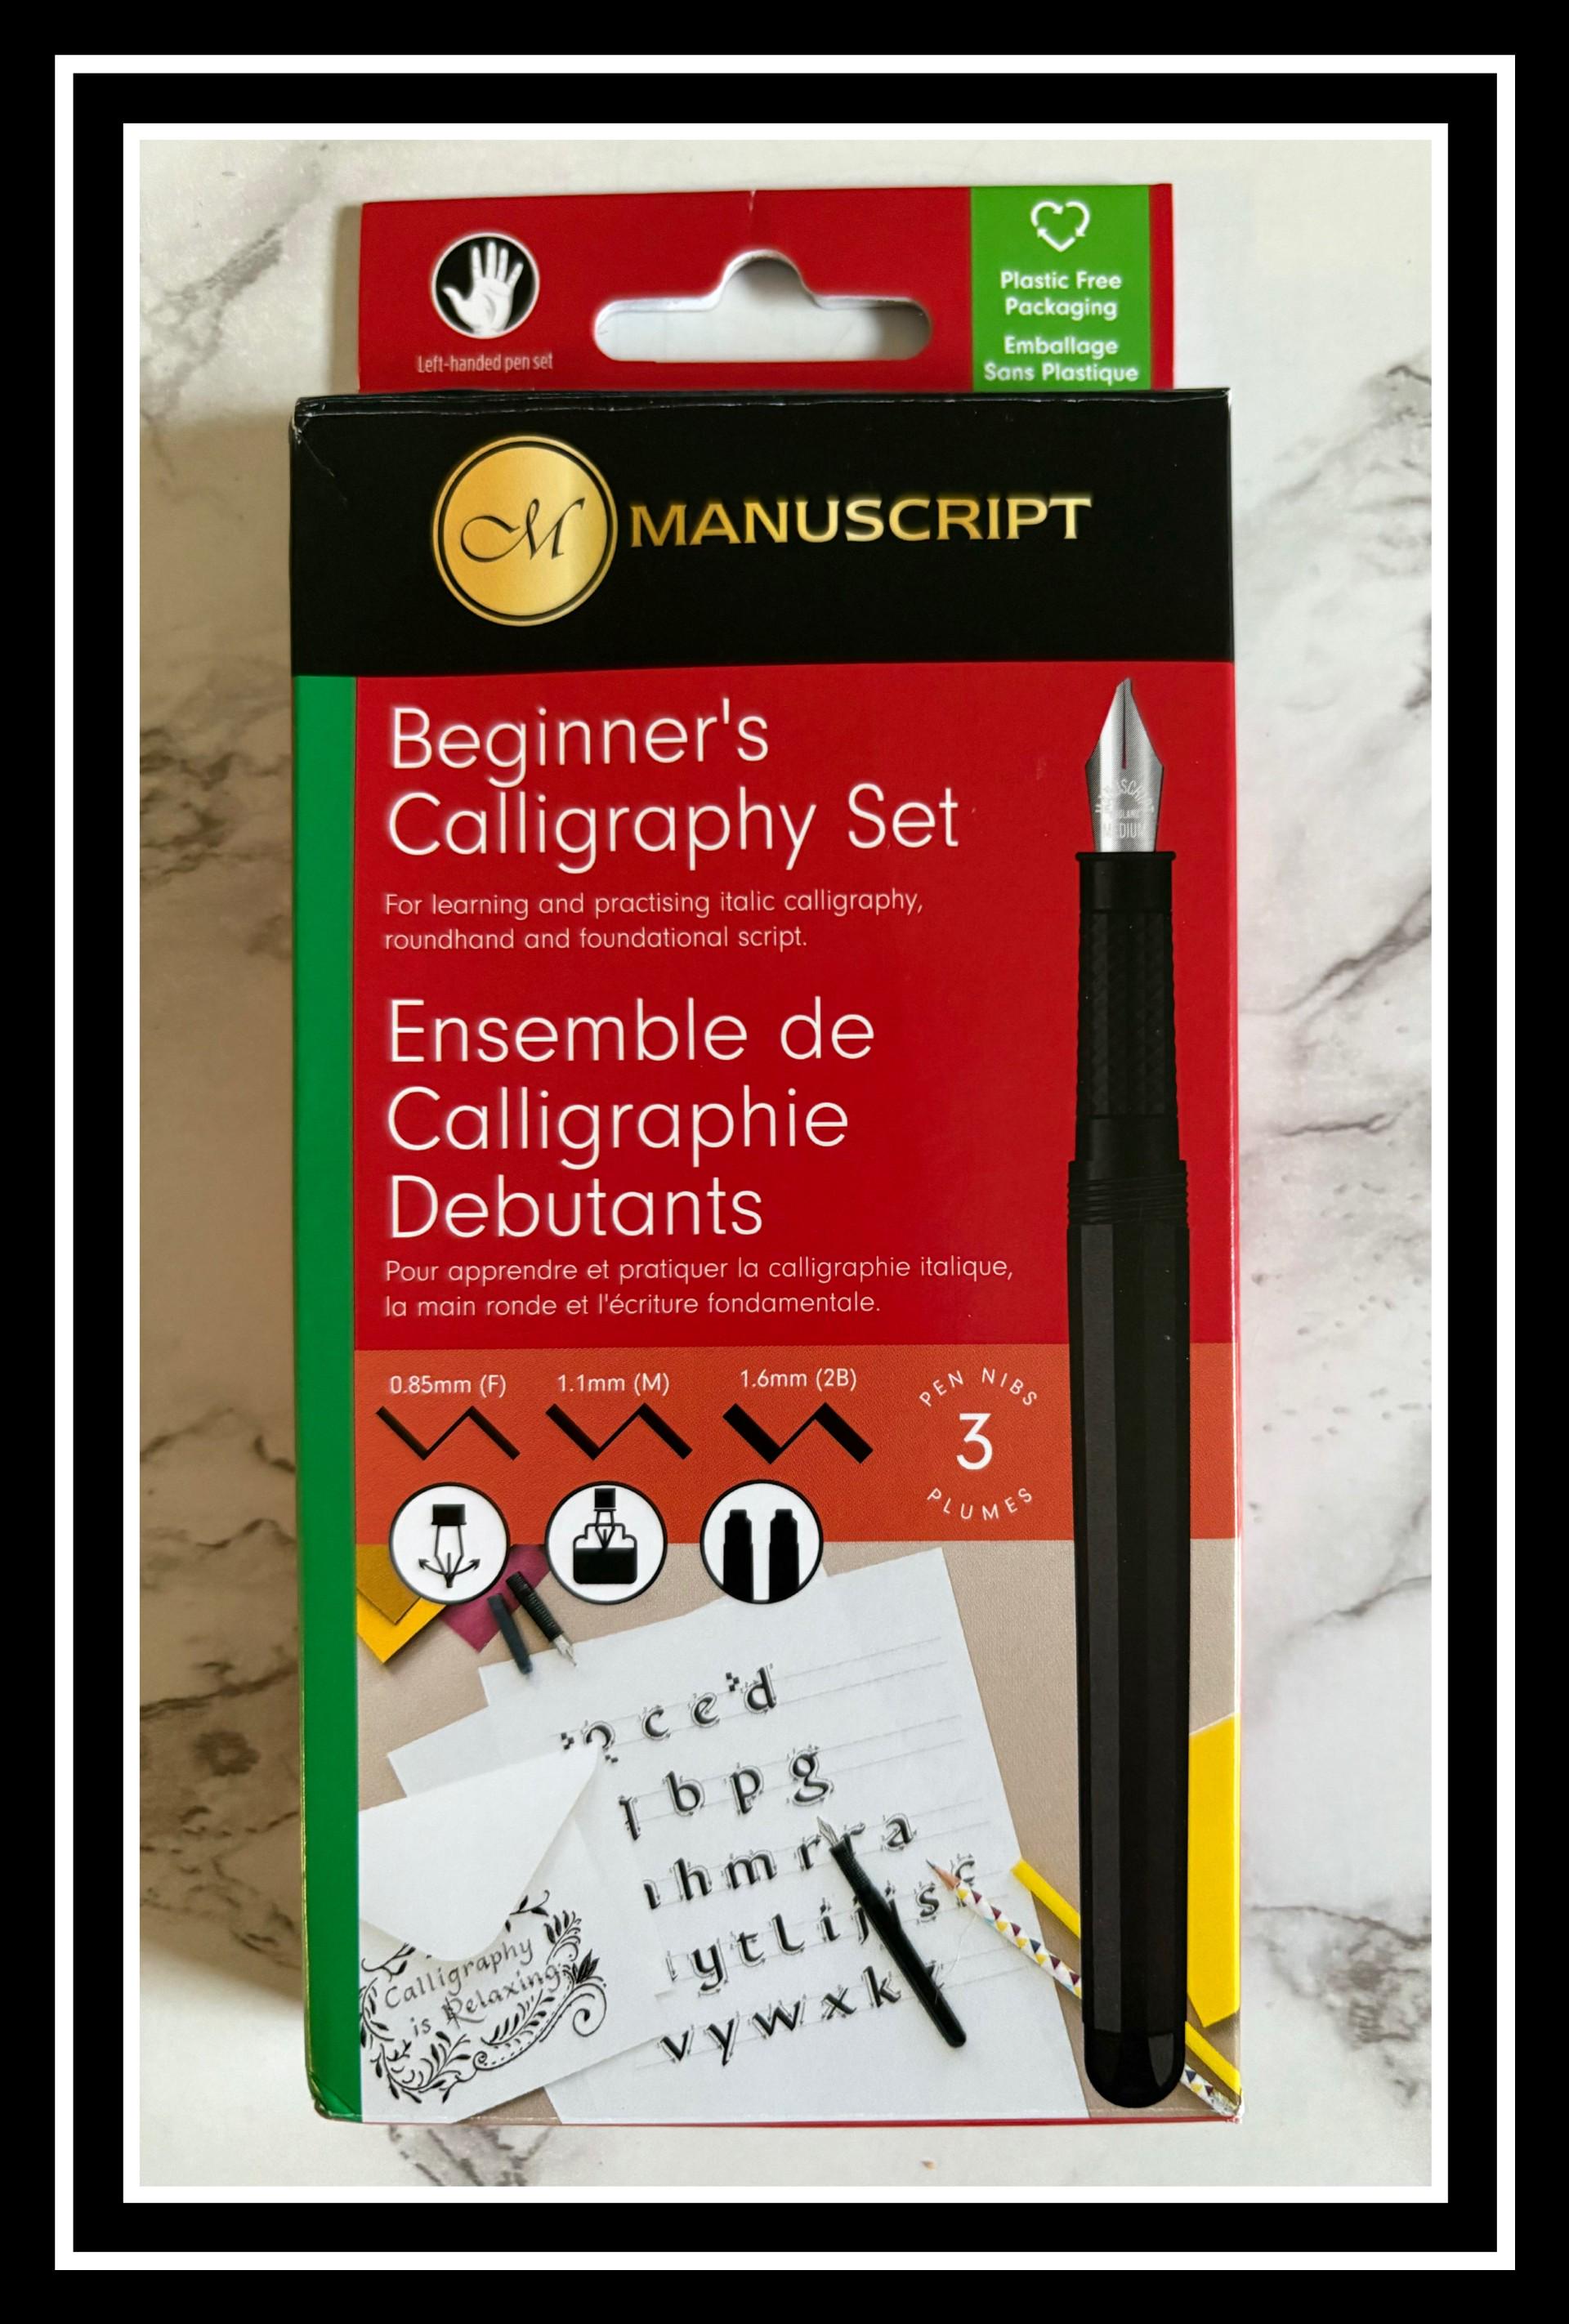 Left-handed pen set
Plastic Free
Packaging
Emballage
Sans Plastique
M MANUSCRIPT
Beginner's
Calligraphy Set
For learning and practising italic calligraphy,
roundhand and foundational script.
Ensemble de
Calligraphie
Debutants
Pour apprendre et pratiquer la calligraphie italique,
la main ronde et l'écriture fondamentale.
MEDIUM
0.85mm (F) 1.1mm (M) 1.6mm (2B)
PEN NIBS
3
PLUMES
o c e d
l b p g
ı h m r r a
y t l i j s c
v y w x k
Calligraphy
is Relaxing